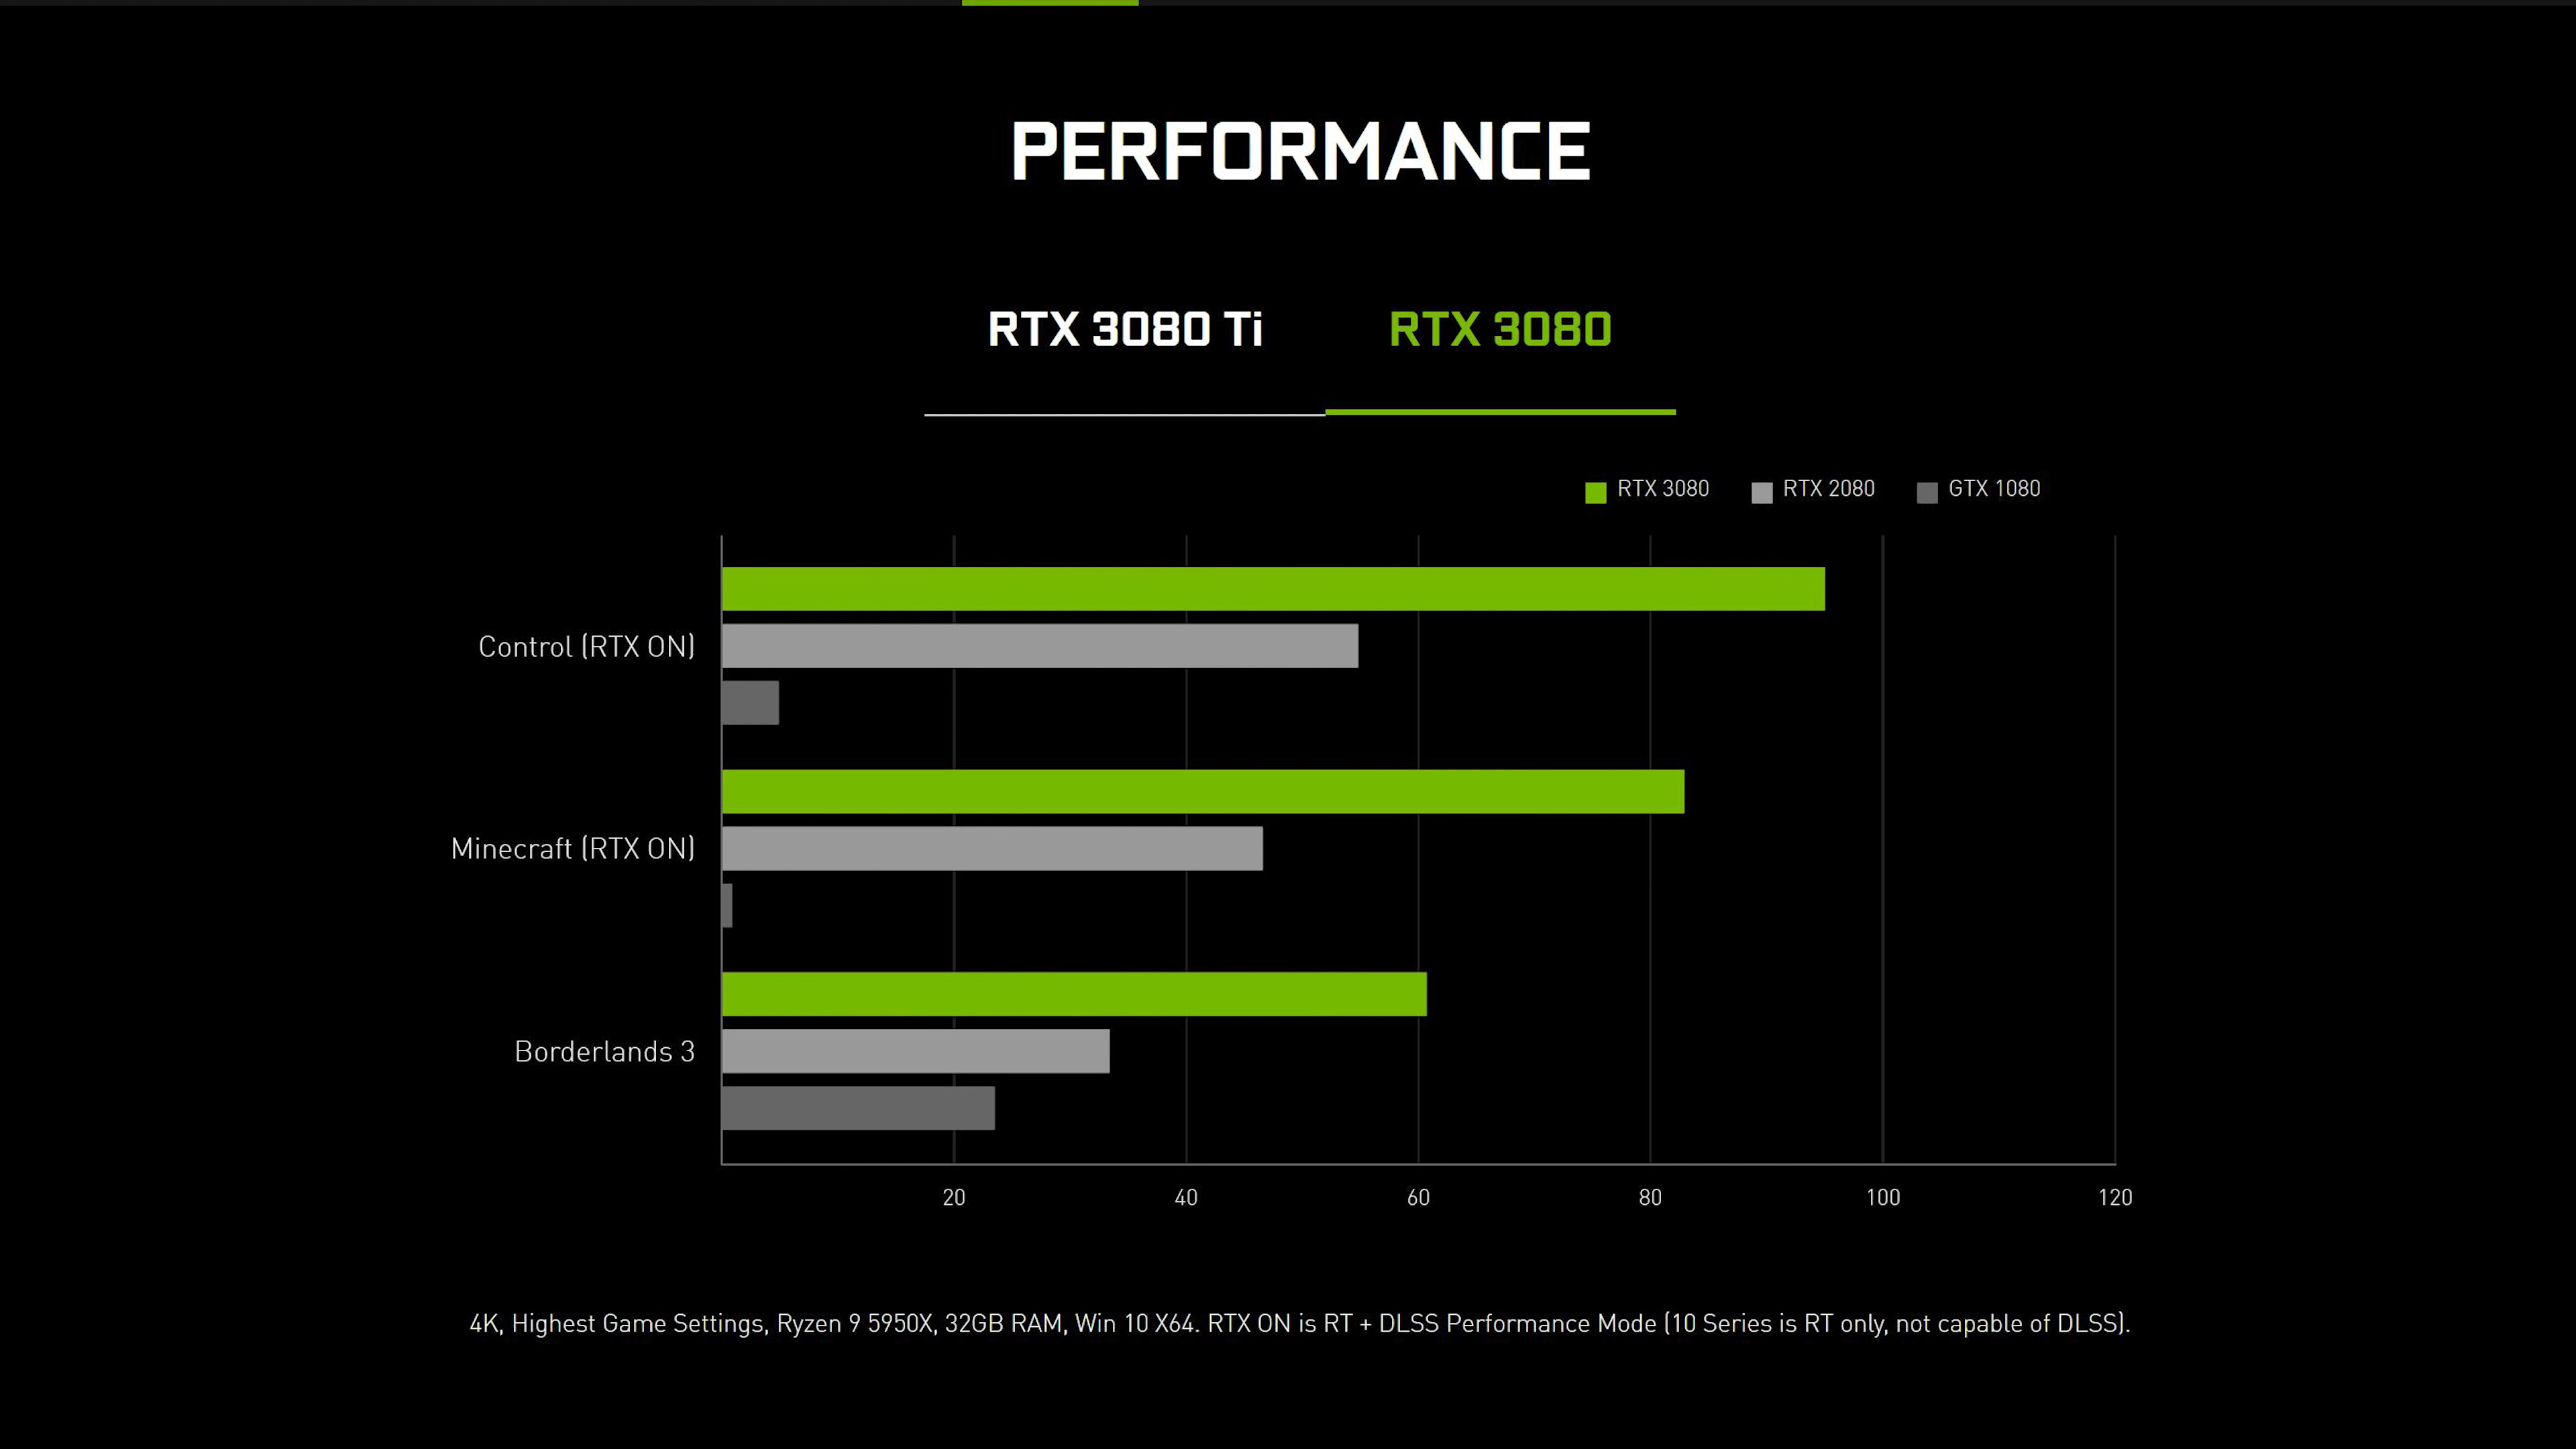 PERFORMANCE
RTX 3080 Ti RTX 3080
RTX 3080 RTX 2080 GTX 1080
Control (RTX ON)
Minecraft (RTX ON)
Borderlands 3
20 40 60 80 100 120
4K, Highest Game Settings, Ryzen 9 5950X, 32GB RAM, Win 10 X64. RTX ON is RT + DLSS Performance Mode (10 Series is RT only, not capable of DLSS).